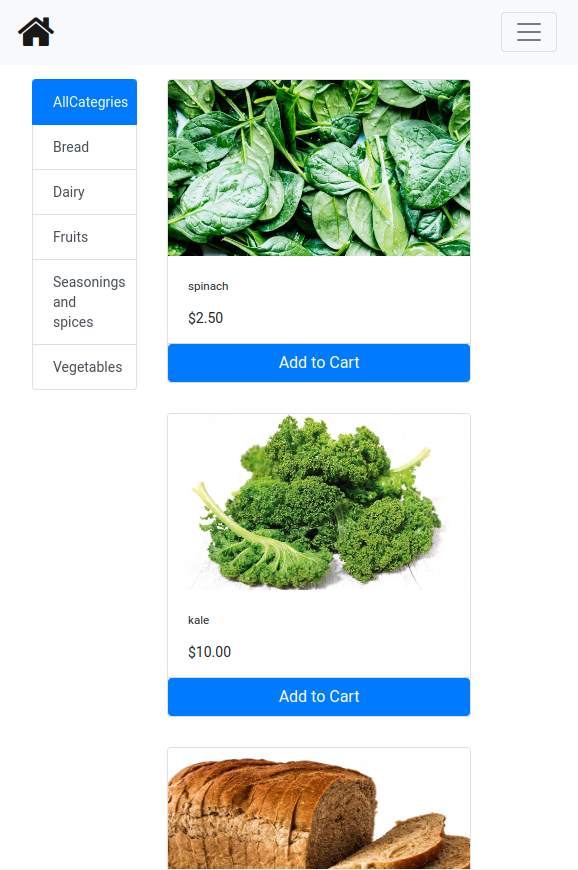 AllCategries
Bread
Dairy
Fruits
Seasonings
and
spices
Vegetables
spinach
$2.50
Add to Cart
kale
$10.00
Add to Cart